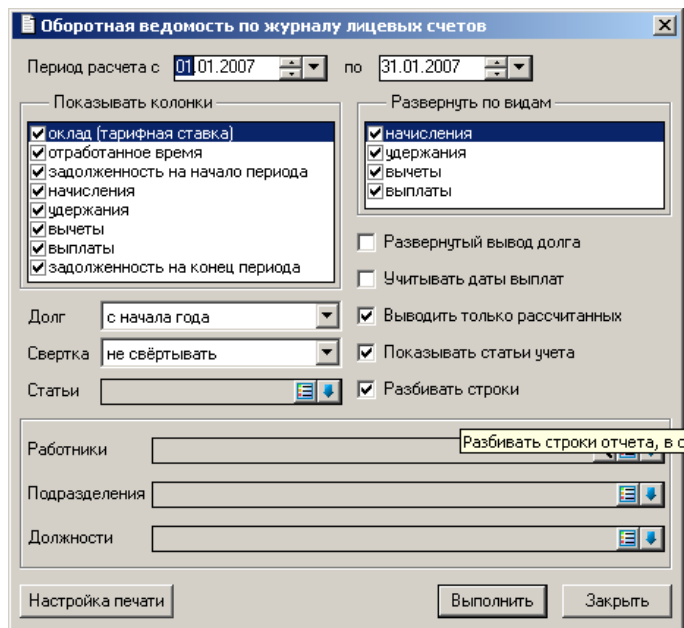 Оборотная ведомость по журналу лицевых счетов
Период расчета с 01.01.2007 по 31.01.2007
Показывать колонки
оклад (тарифная ставка)
отработанное время
задолженность на начало периода
начисления
удержания
вычеты
выплаты
задолженность на конец периода
Развернуть по видам
начисления
удержания
вычеты
выплаты
Развернутый вывод долга
Учитывать даты выплат
Долг с начала года
Выводить только рассчитанных
Свертка не свёртывать
Показывать статьи учета
Статьи
Разбивать строки
Разбивать строки отчета, в с
Работники
Подразделения
Должности
Настройка печати
Выполнить
Закрыть